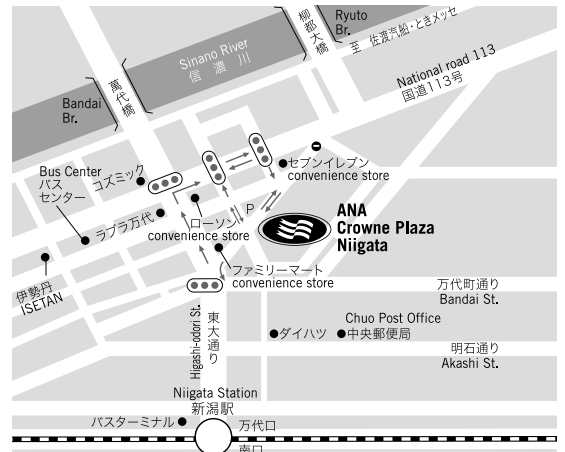 柳都大橋
Ryuto
Br.
至 佐渡汽船・ときメッセ
Sinano River
信濃川
National road 113
国道113号
萬代橋
Bandai
Br.
セブンイレブン
convenience store
Bus Center
バス
センター
コズミック
ラブラ万代
ローソン
convenience store
P
ANA
Crowne Plaza
Niigata
伊勢丹
ISETAN
ファミリーマート
convenience store
万代町通り
Bandai St.
Higashi-odori St.
東大通り
Chuo Post Office
ダイハツ
中央郵便局
明石通り
Akashi St.
Niigata Station
新潟駅
バスターミナル
万代口
南口